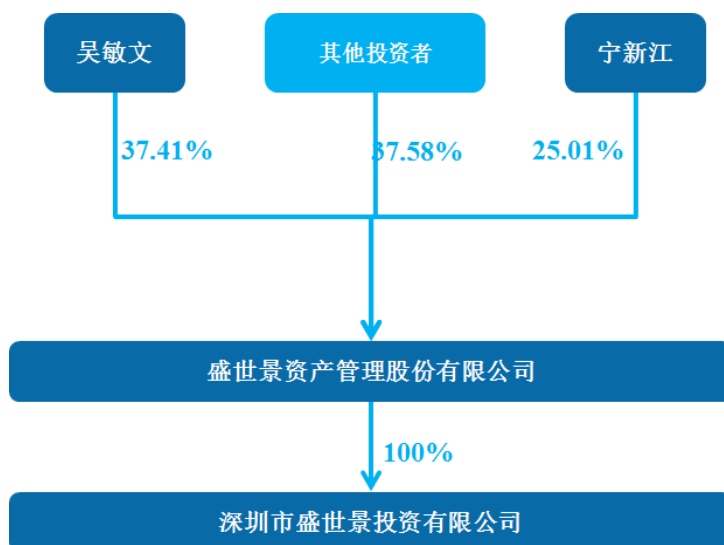 吴敏文
其他投资者
宁新江
37.41%
37.58%
25.01%
盛世景资产管理股份有限公司
100%
深圳市盛世景投资有限公司